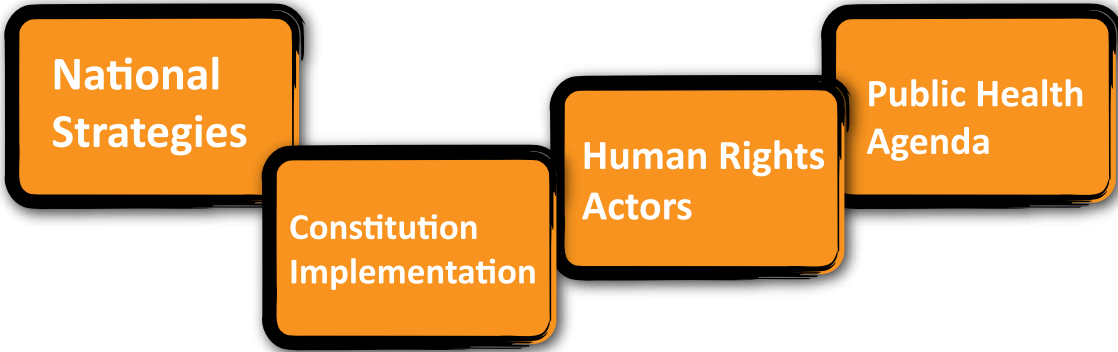 National
Strategies
Constitution
Implementation
Human Rights
Actors
Public Health
Agenda